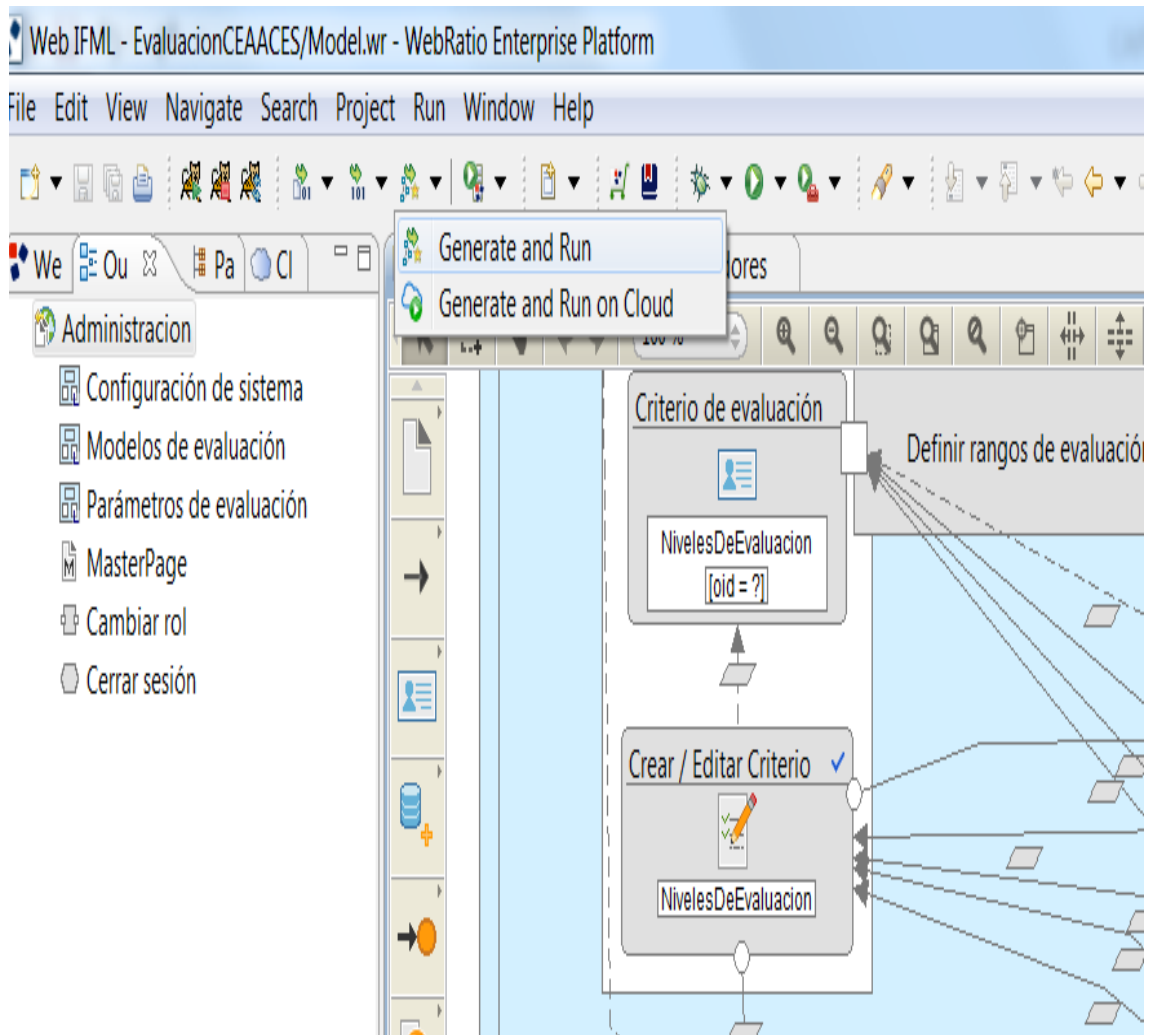 Web IFML - EvaluacionCEAACES/Model.wr - WebRatio Enterprise Platform
File Edit View Navigate Search Project Run Window Help
We Ou Pa Cl
Generate and Run
Generate and Run on Cloud
Administracion
Configuración de sistema
Modelos de evaluación
Parámetros de evaluación
MasterPage
Cambiar rol
Cerrar sesión
Criterio de evaluación
NivelesDeEvaluacion
[oid = ?]
Definir rangos de evaluación
Crear / Editar Criterio
NivelesDeEvaluacion